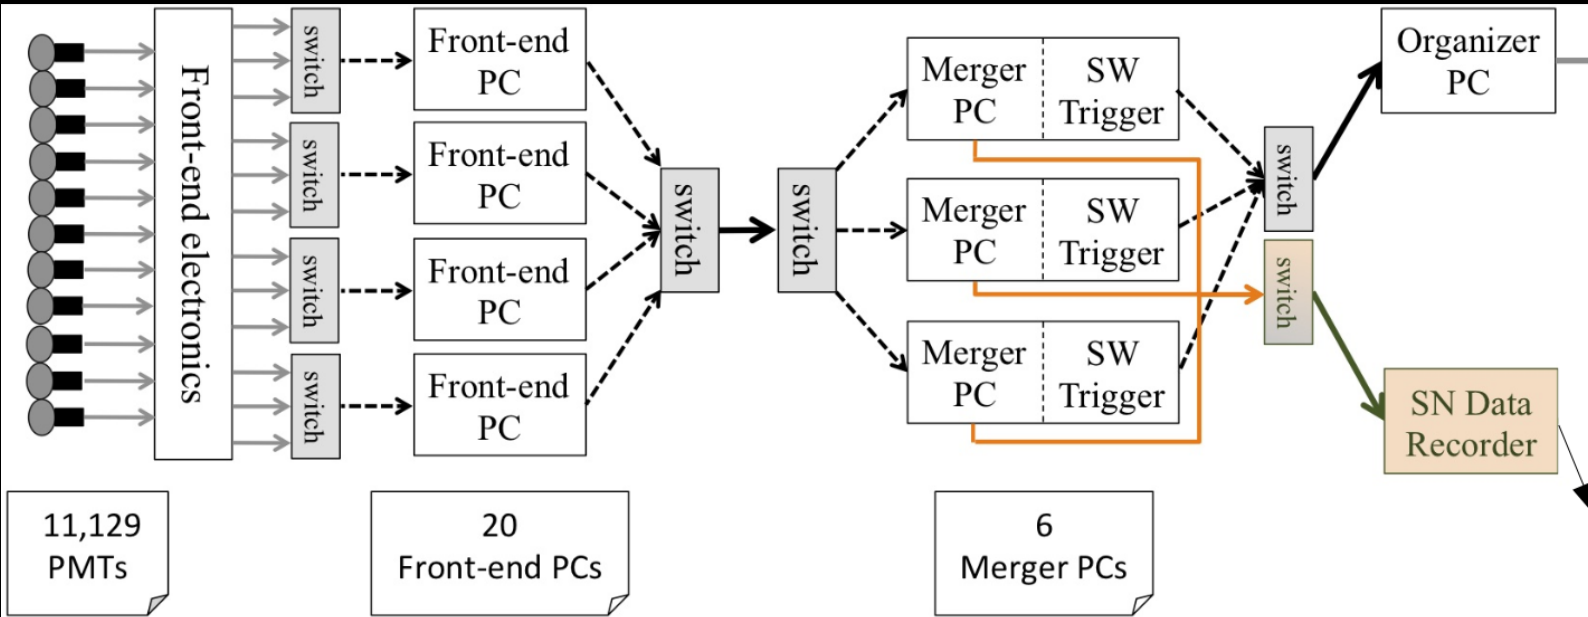 Front-end electronics
switch
switch
switch
switch
Front-end
PC
Front-end
PC
Front-end
PC
Front-end
PC
switch
switch
Merger
PC
SW
Trigger
Merger
PC
SW
Trigger
Merger
PC
SW
Trigger
switch
switch
Organizer
PC
SN Data
Recorder
11,129
PMTs
20
Front-end PCs
6
Merger PCs